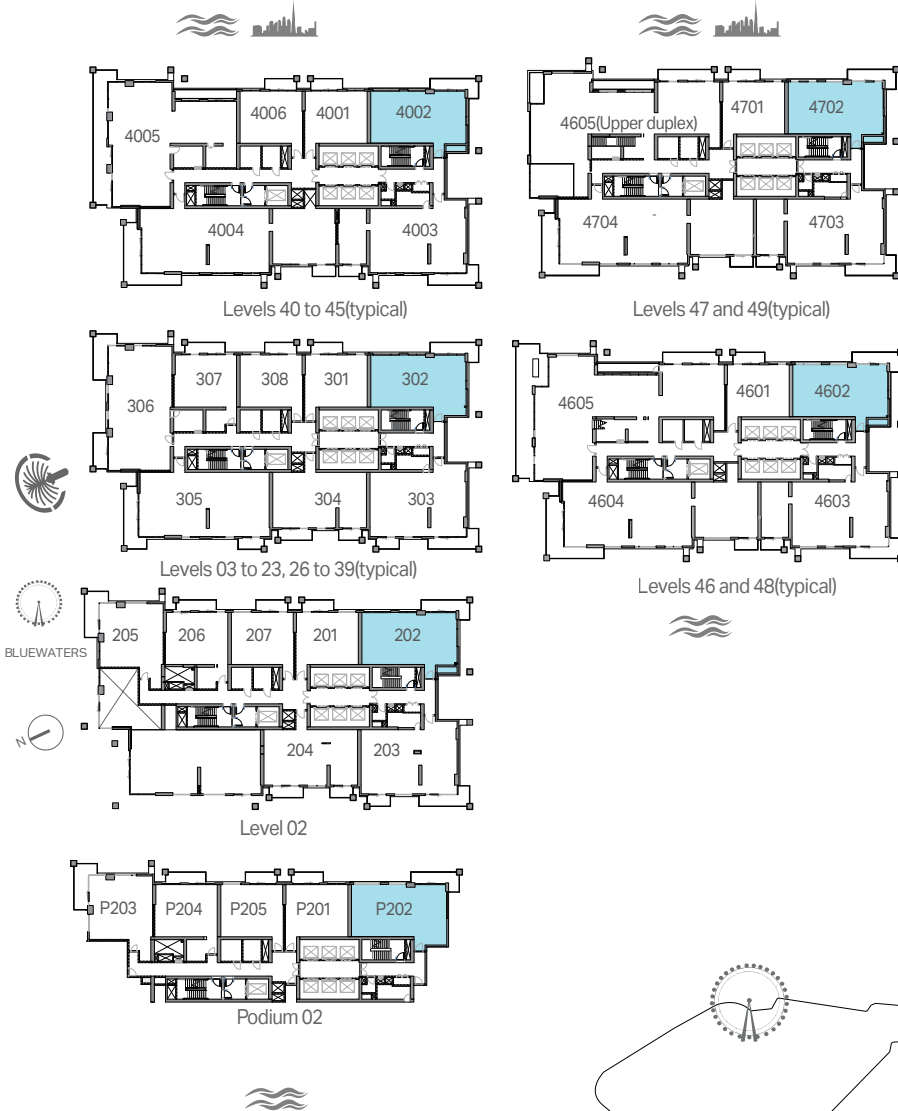 4005
4006
4001
4002
4004
4003
Levels 40 to 45(typical)
4605(Upper duplex)
4701
4702
4704
4703
Levels 47 and 49(typical)
306
307
308
301
302
305
304
303
Levels 03 to 23, 26 to 39(typical)
4605
4601
4602
4604
4603
Levels 46 and 48(typical)
BLUEWATERS
N
205
206
207
201
202
204
203
Level 02
P203
P204
P205
P201
P202
Podium 02